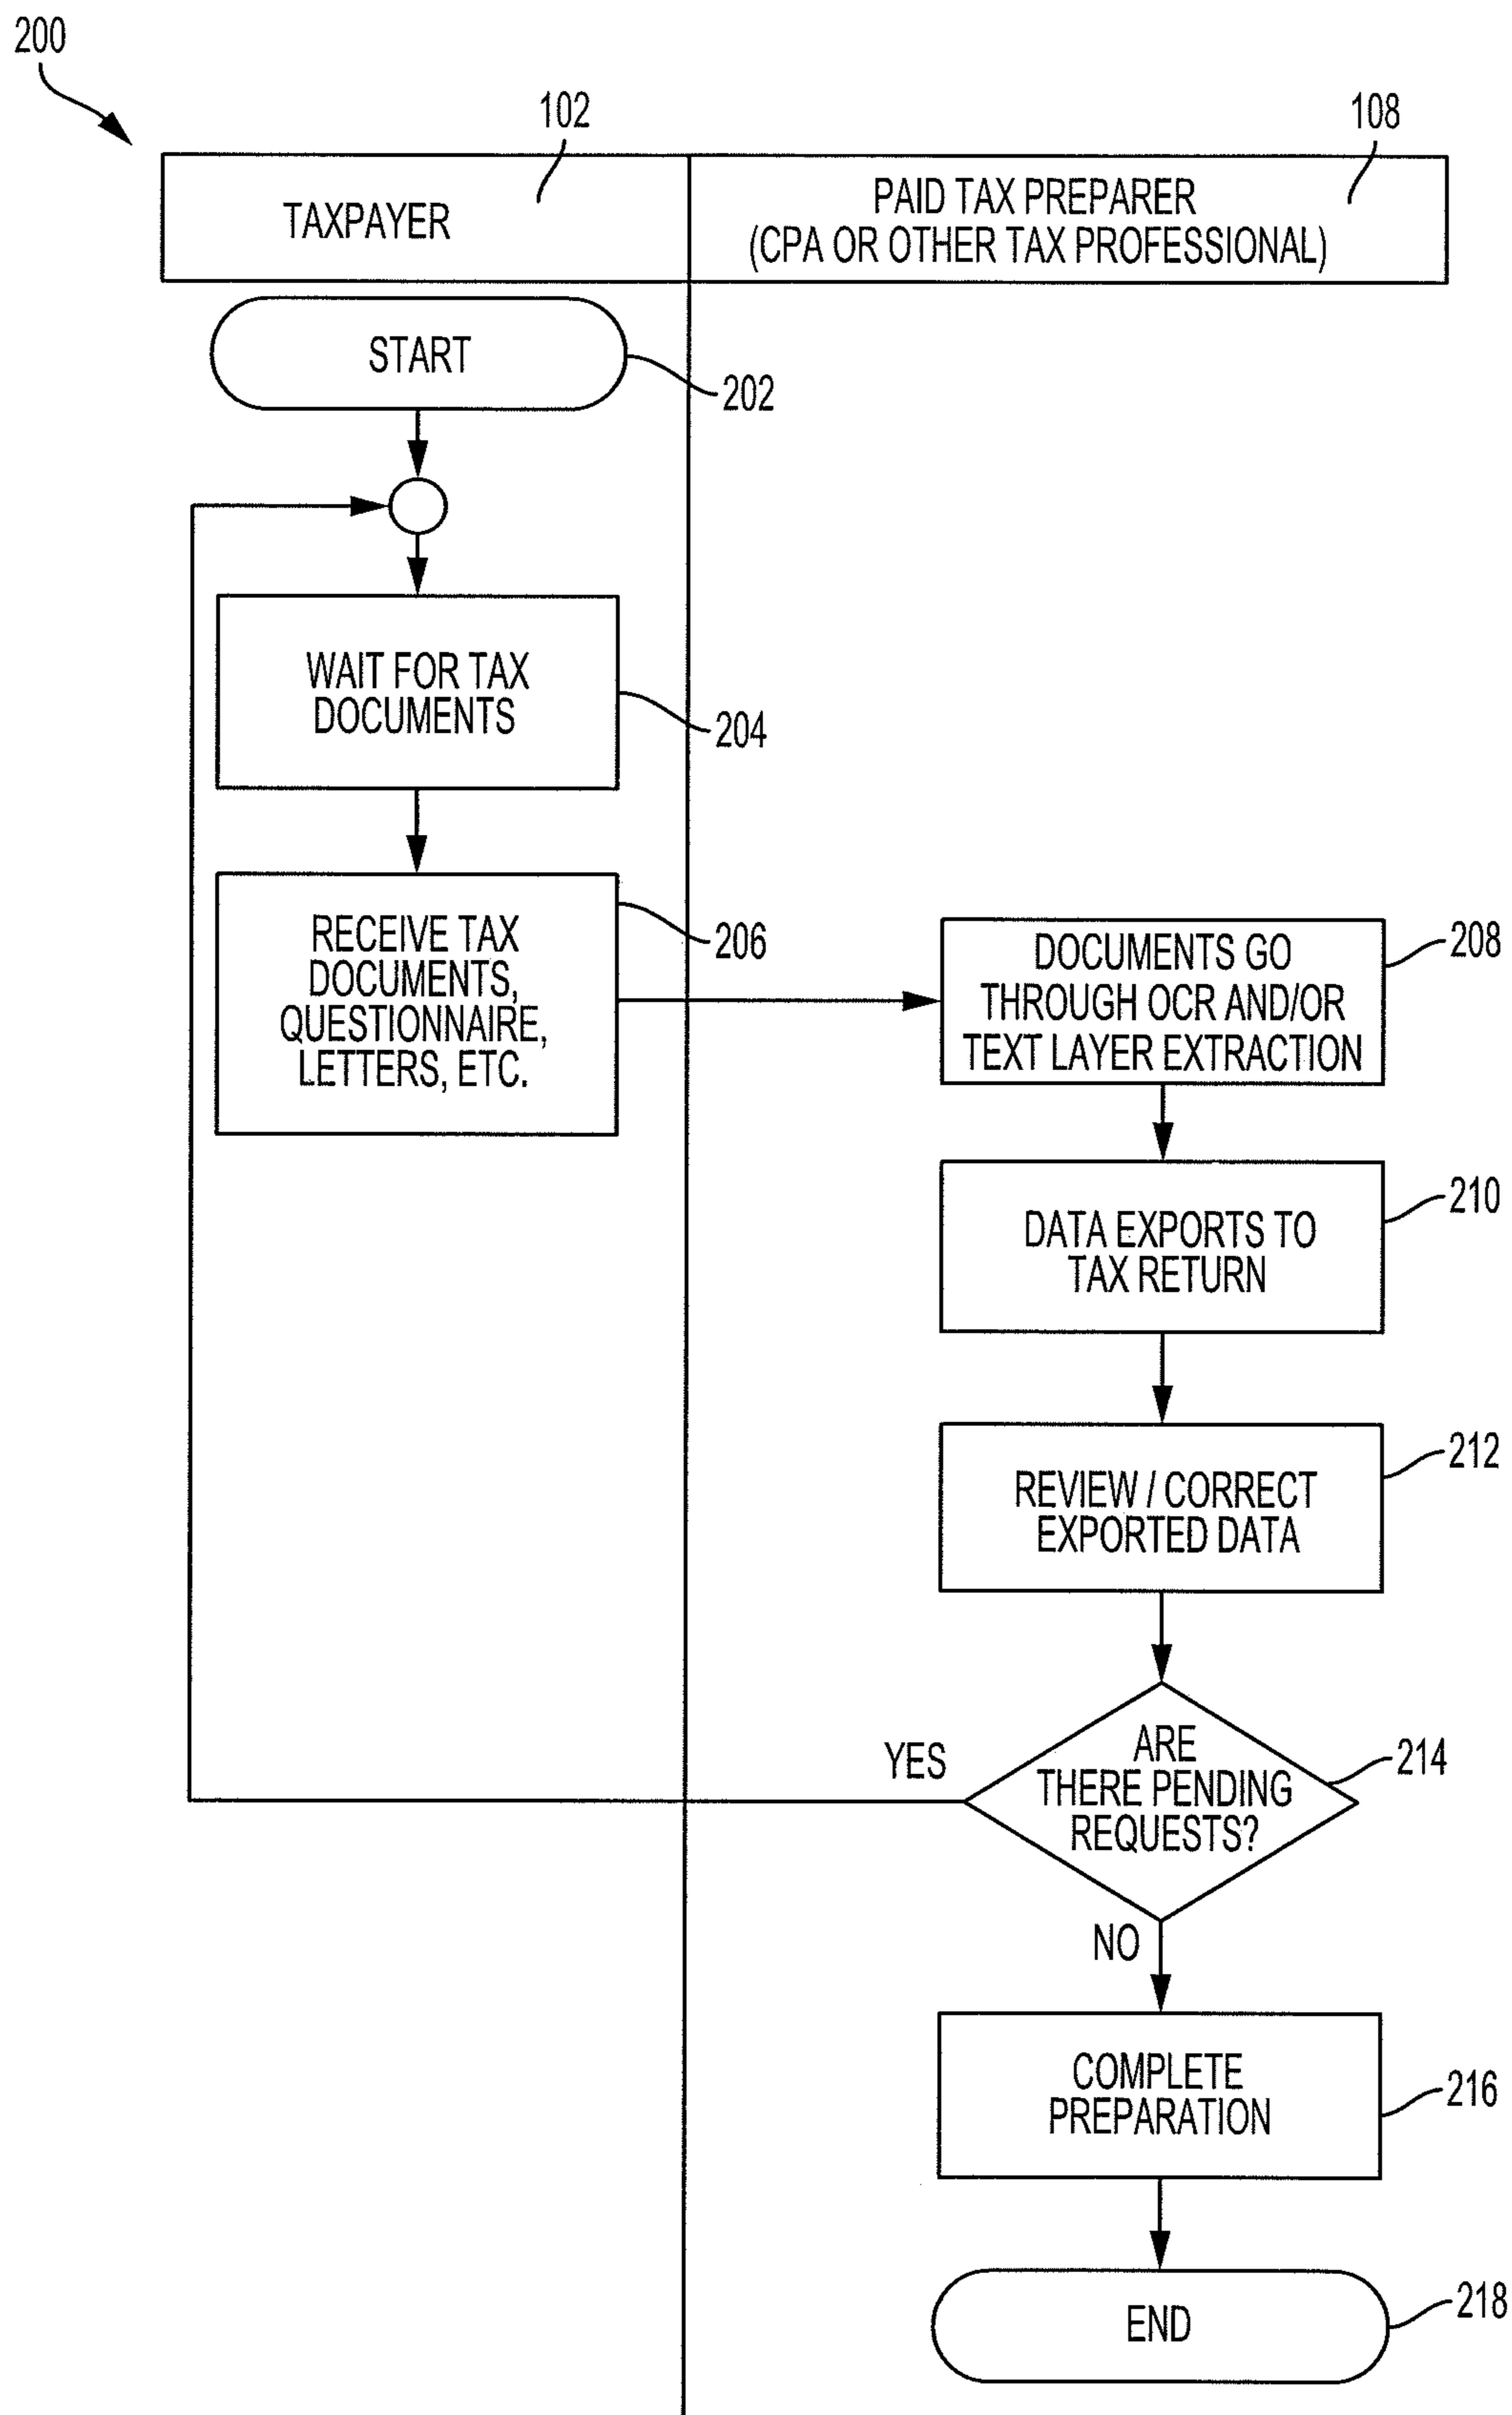 200
102
108
TAXPAYER
PAID TAX PREPARER
(CPA OR OTHER TAX PROFESSIONAL)
START
202
WAIT FOR TAX
DOCUMENTS
204
RECEIVE TAX
DOCUMENTS,
QUESTIONNAIRE,
LETTERS, ETC.
206
DOCUMENTS GO
THROUGH OCR AND/OR
TEXT LAYER EXTRACTION
208
DATA EXPORTS TO
TAX RETURN
210
REVIEW / CORRECT
EXPORTED DATA
212
ARE
THERE PENDING
REQUESTS?
214
YES
NO
COMPLETE
PREPARATION
216
END
218